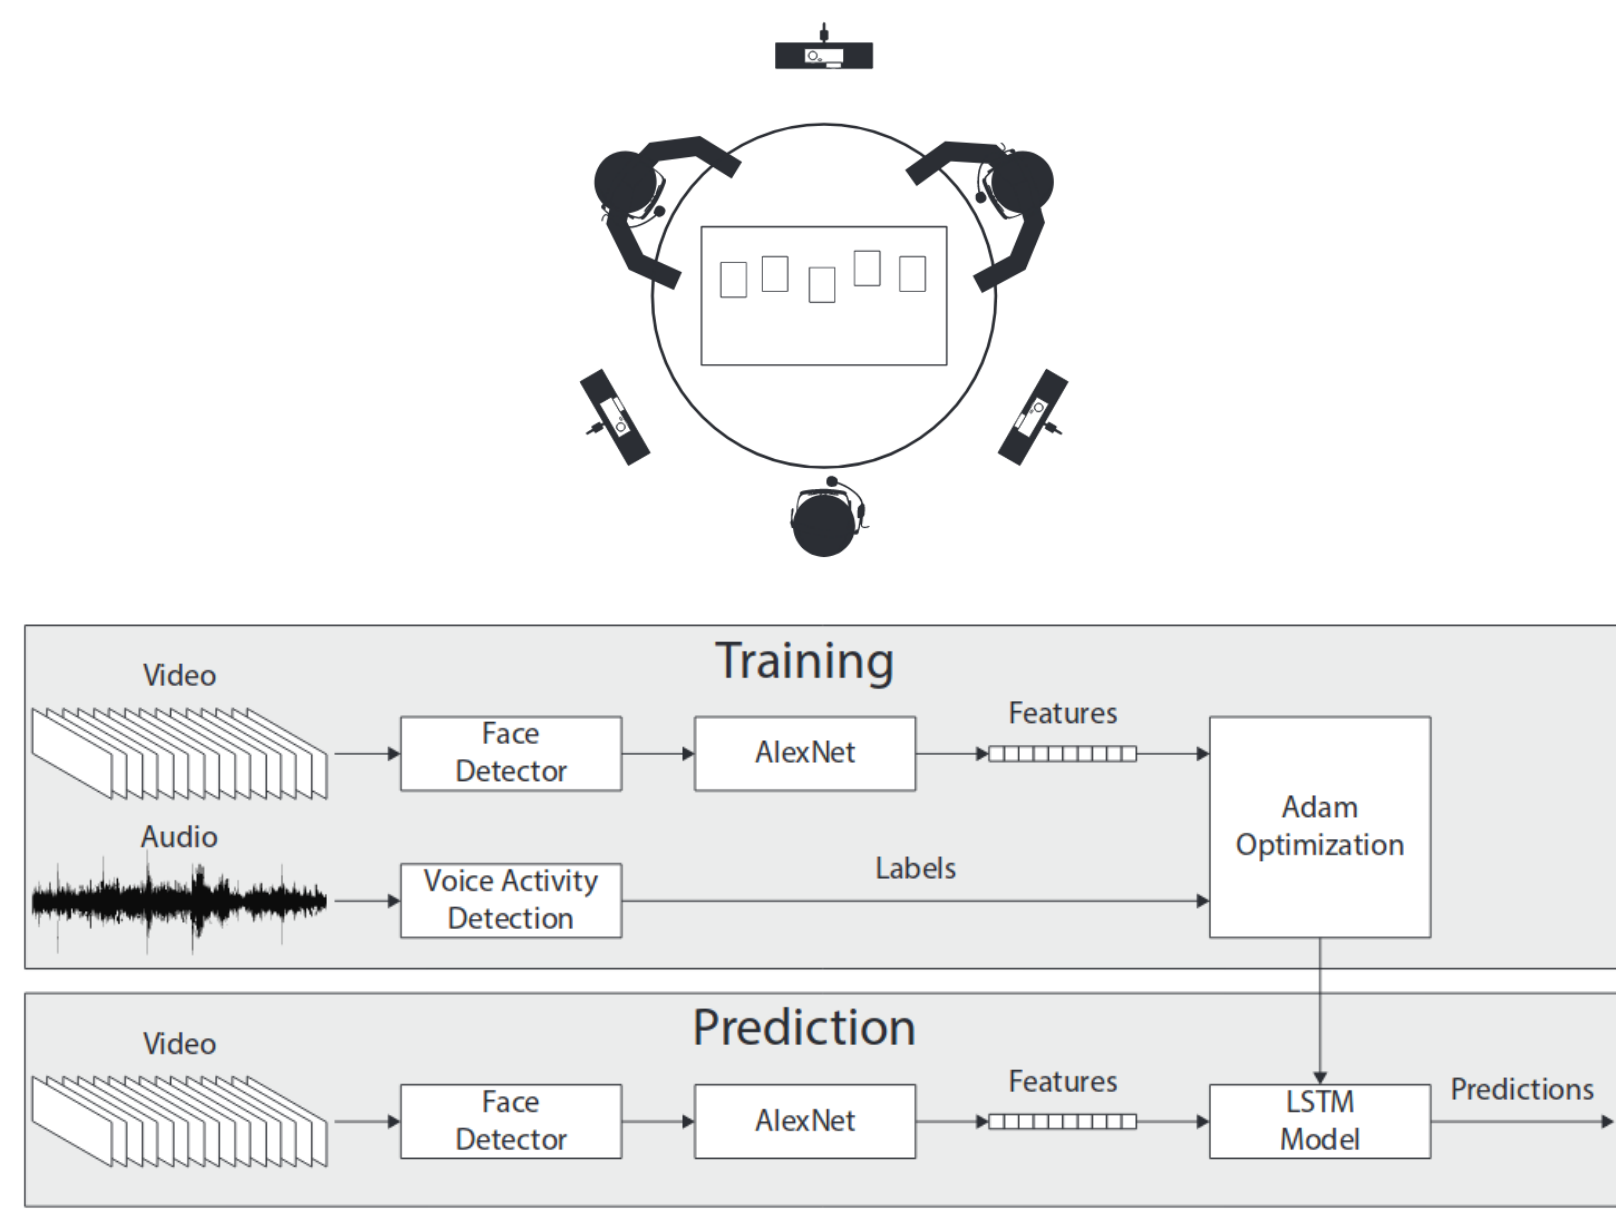 Training
Video
Face
Detector
AlexNet
Features
Adam
Optimization
Audio
Voice Activity
Detection
Labels
Prediction
Video
Face
Detector
AlexNet
Features
LSTM
Model
Predictions